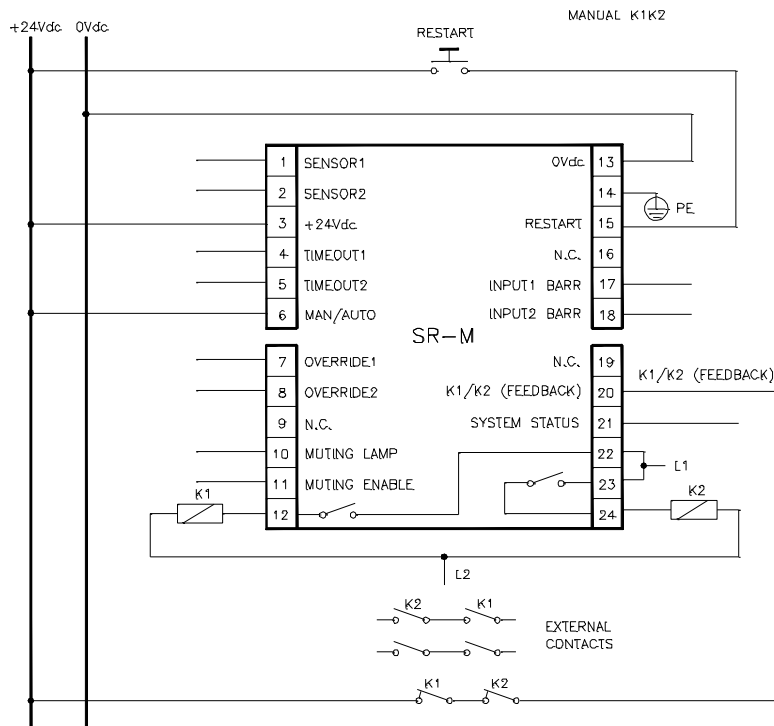 MANUAL K1K2
+24Vdc 0Vdc
RESTART
1 SENSOR1
0Vdc 13
2 SENSOR2
14
PE
3 +24Vdc
RESTART 15
4 TIMEOUT1
N.C. 16
5 TIMEOUT2
INPUT1 BARR 17
6 MAN/AUTO
INPUT2 BARR 18
SR-M
7 OVERRIDE1
N.C. 19
K1/K2 (FEEDBACK)
8 OVERRIDE2
K1/K2 (FEEDBACK) 20
9 N.C.
SYSTEM STATUS 21
10 MUTING LAMP
22
L1
11 MUTING ENABLE
23
K1
K2
12
24
L2
K2 K1
EXTERNAL
CONTACTS
K1 K2